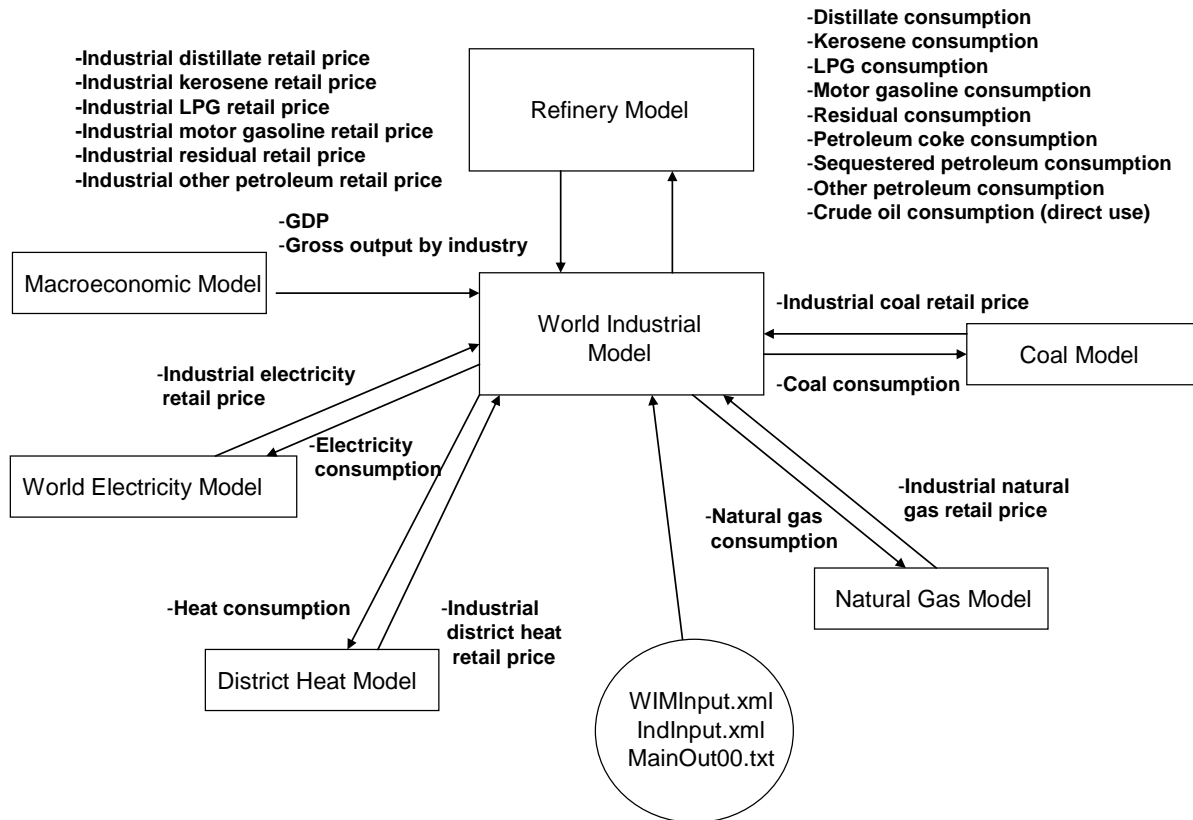 -Industrial distillate retail price
-Industrial kerosene retail price
-Industrial LPG retail price
-Industrial motor gasoline retail price
-Industrial residual retail price
-Industrial other petroleum retail price
Refinery Model
-Distillate consumption
-Kerosene consumption
-LPG consumption
-Motor gasoline consumption
-Residual consumption
-Petroleum coke consumption
-Sequestered petroleum consumption
-Other petroleum consumption
-Crude oil consumption (direct use)
-GDP
-Gross output by industry
Macroeconomic Model
World Industrial
Model
-Industrial coal retail price
Coal Model
-Coal consumption
-Industrial electricity
retail price
-Electricity
consumption
World Electricity Model
-Natural gas
consumption
-Industrial natural
gas retail price
Natural Gas Model
-Heat consumption
-Industrial
district heat
retail price
District Heat Model
WIMInput.xml
IndInput.xml
MainOut00.txt